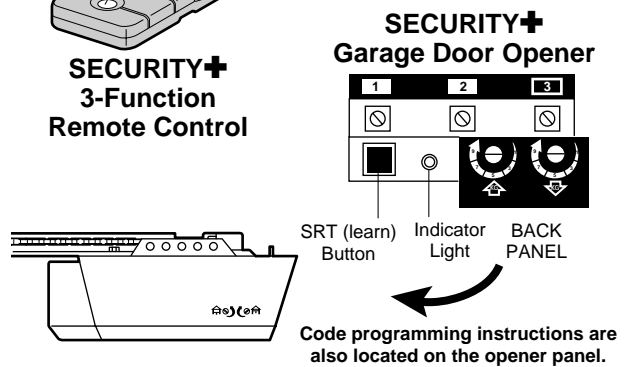 SECURITY✚
3-Function
Remote Control
SECURITY✚
Garage Door Opener
1 2 3
SRT (learn)
Button
Indicator
Light
BACK
PANEL
Code programming instructions are
also located on the opener panel.